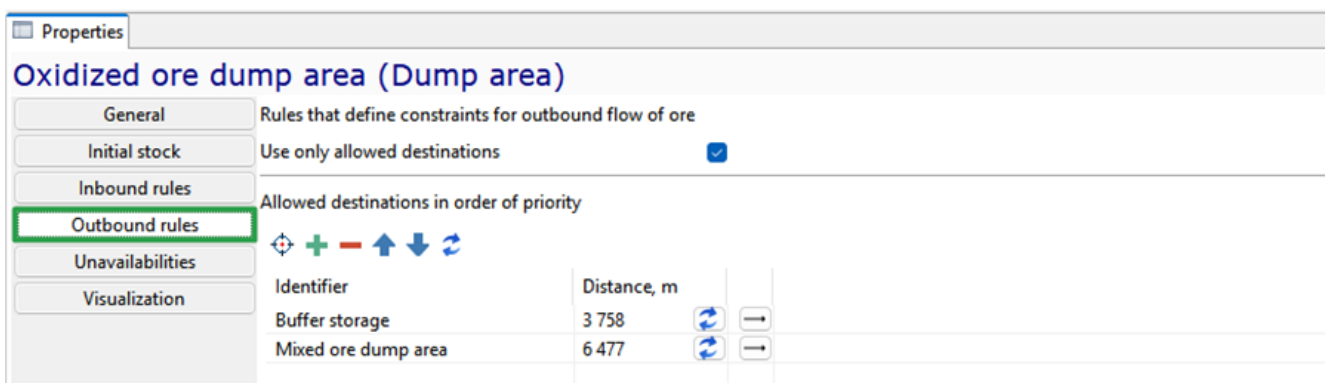 Properties
Oxidized ore dump area (Dump area)
General
Initial stock
Inbound rules
Outbound rules
Unavailabilities
Visualization
Rules that define constraints for outbound flow of ore
Use only allowed destinations
Allowed destinations in order of priority
Identifier Distance, m
Buffer storage 3 758
Mixed ore dump area 6 477